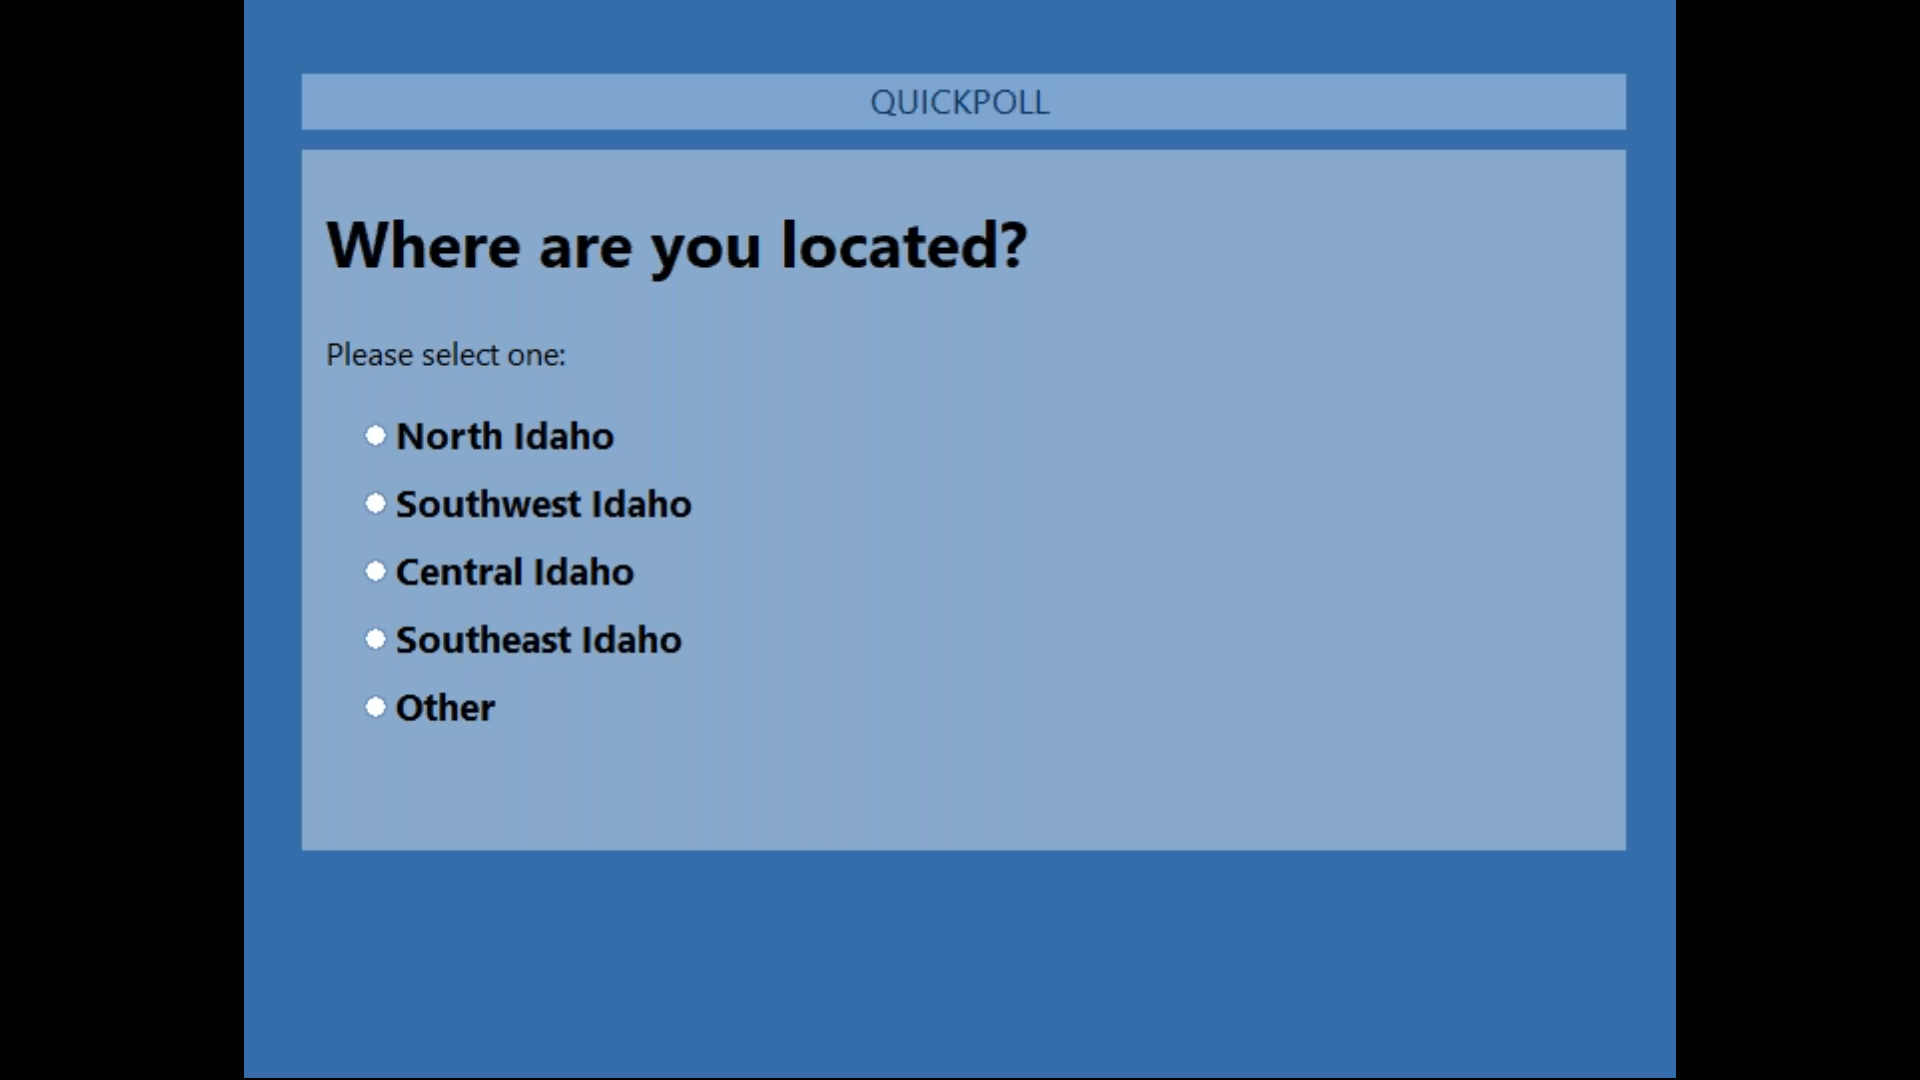 QUICKPOLL
Where are you located?
Please select one:
North Idaho
Southwest Idaho
Central Idaho
Southeast Idaho
Other